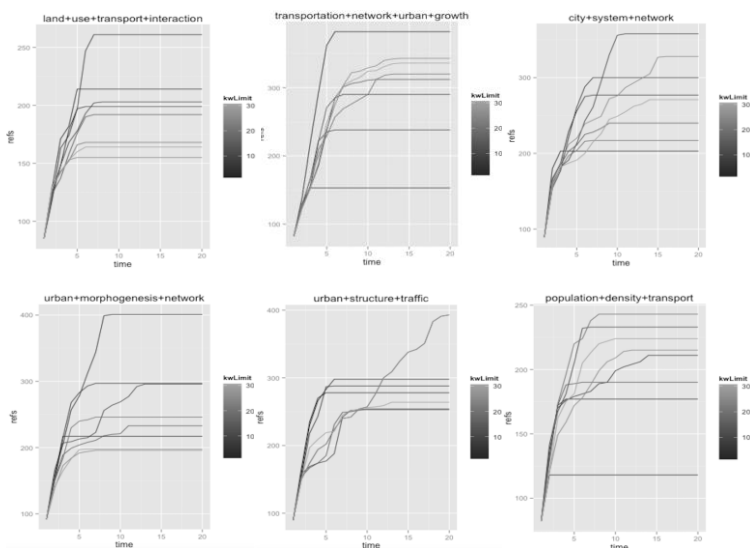 land+use+transport+interaction
250
200
150
100
refs
5
10
15
20
time
kwLimit
30
20
10
transportation+network+urban+growth
300
200
100
5
10
15
20
time
kwLimit
30
20
10
city+system+network
300
200
100
refs
5
10
15
20
time
kwLimit
30
20
10
urban+morphogenesis+network
400
300
200
100
refs
5
10
15
20
time
kwLimit
30
20
10
urban+structure+traffic
400
300
200
100
refs
5
10
15
20
time
kwLimit
30
20
10
population+density+transport
250
200
150
100
refs
5
10
15
20
time
kwLimit
30
20
10